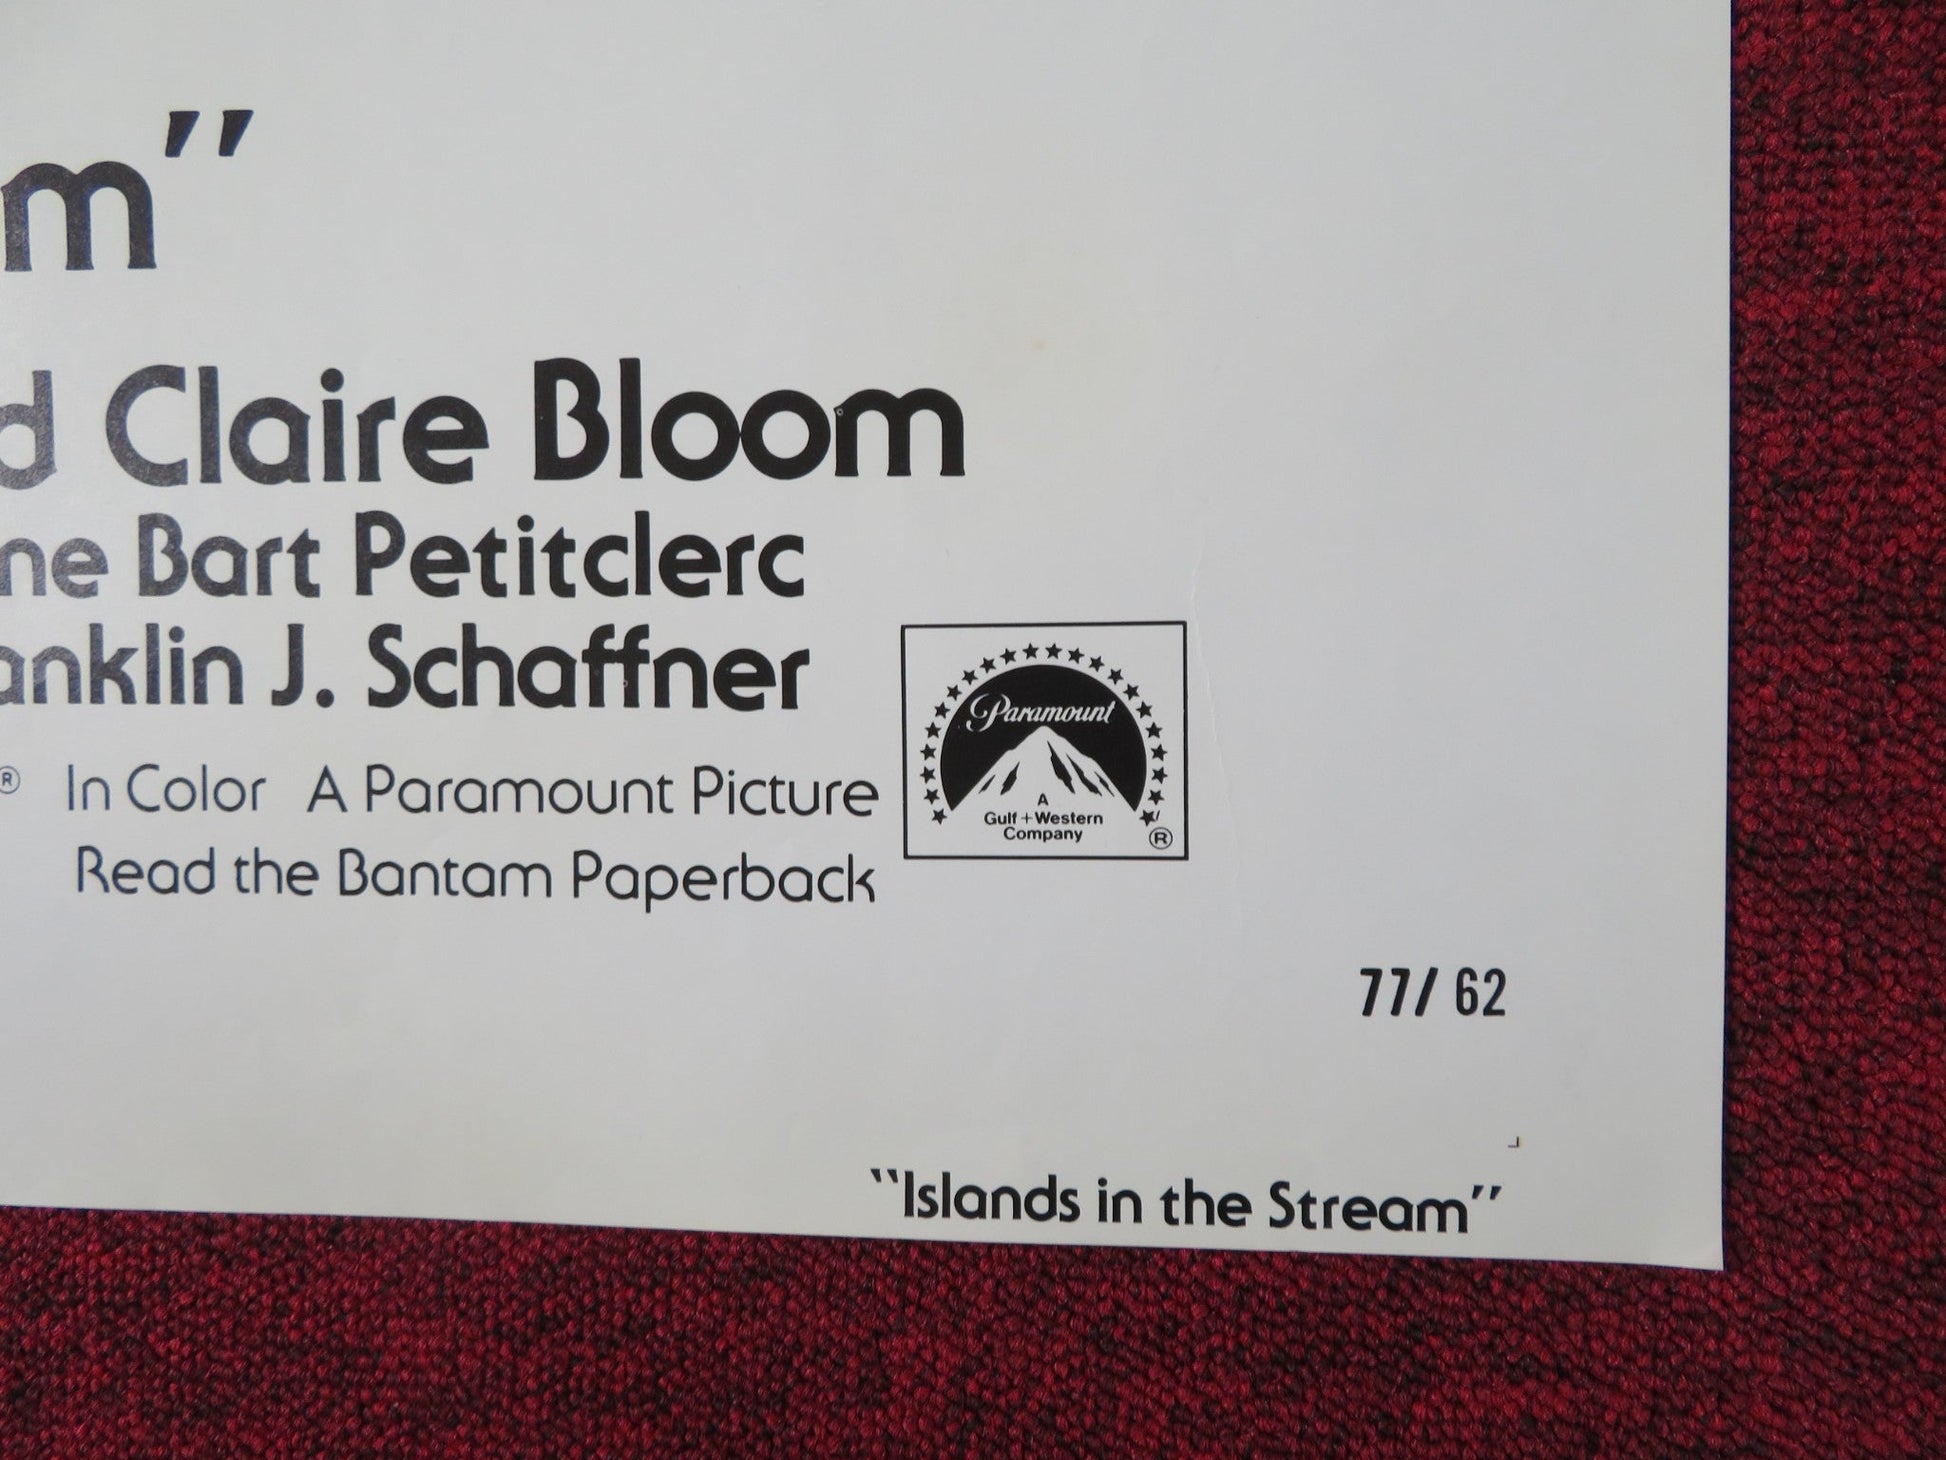 m"
d Claire Bloom
ne Bart Petitclerc
anklin J. Schaffner
® In Color A Paramount Picture
Read the Bantam Paperback
Paramount
A
Gulf+Western
Company
®
77/ 62
"Islands in the Stream"